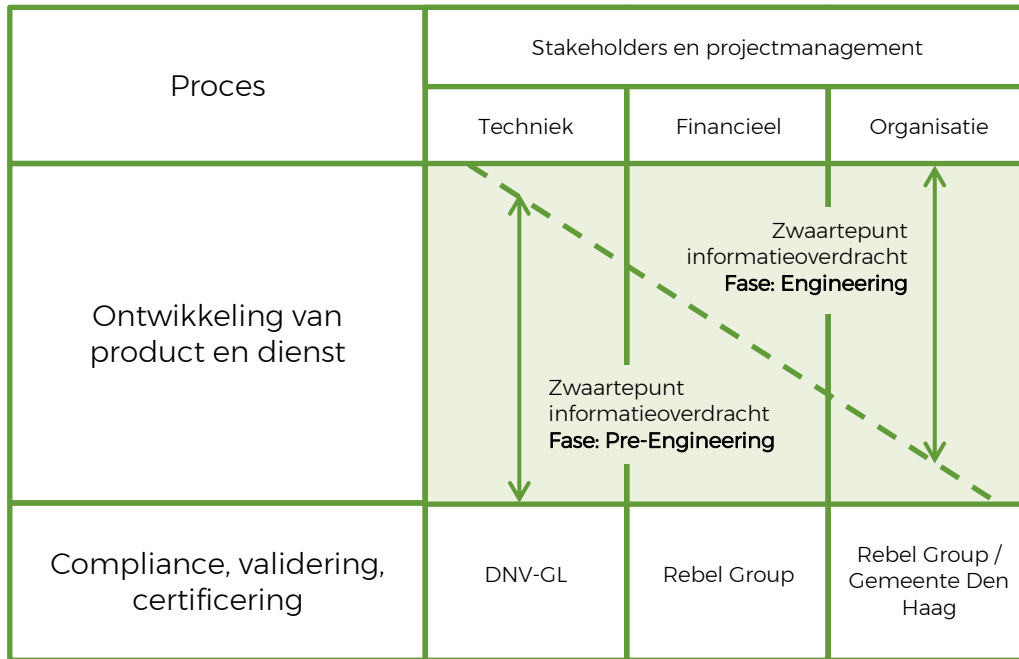 Proces
Stakeholders en projectmanagement
Techniek
Financieel
Organisatie
Ontwikkeling van
product en dienst
Zwaartepunt
informatieoverdracht
Fase: Engineering
Zwaartepunt
informatieoverdracht
Fase: Pre-Engineering
Compliance, validering,
certificering
DNV-GL
Rebel Group
Rebel Group /
Gemeente Den
Haag